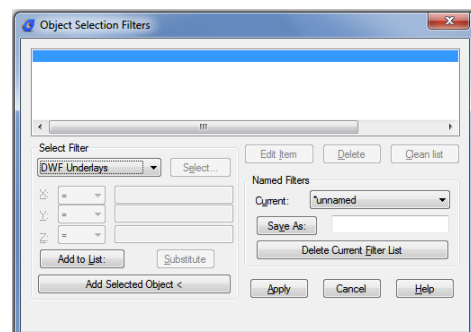 Object Selection Filters
Select Filter
DWF Underlays
Select...
X: =
Y: =
Z: =
Add to List:
Substitute
Add Selected Object <
Edit Item
Delete
Clean list
Named Filters
Current: *unnamed
Save As:
Delete Current Filter List
Apply
Cancel
Help